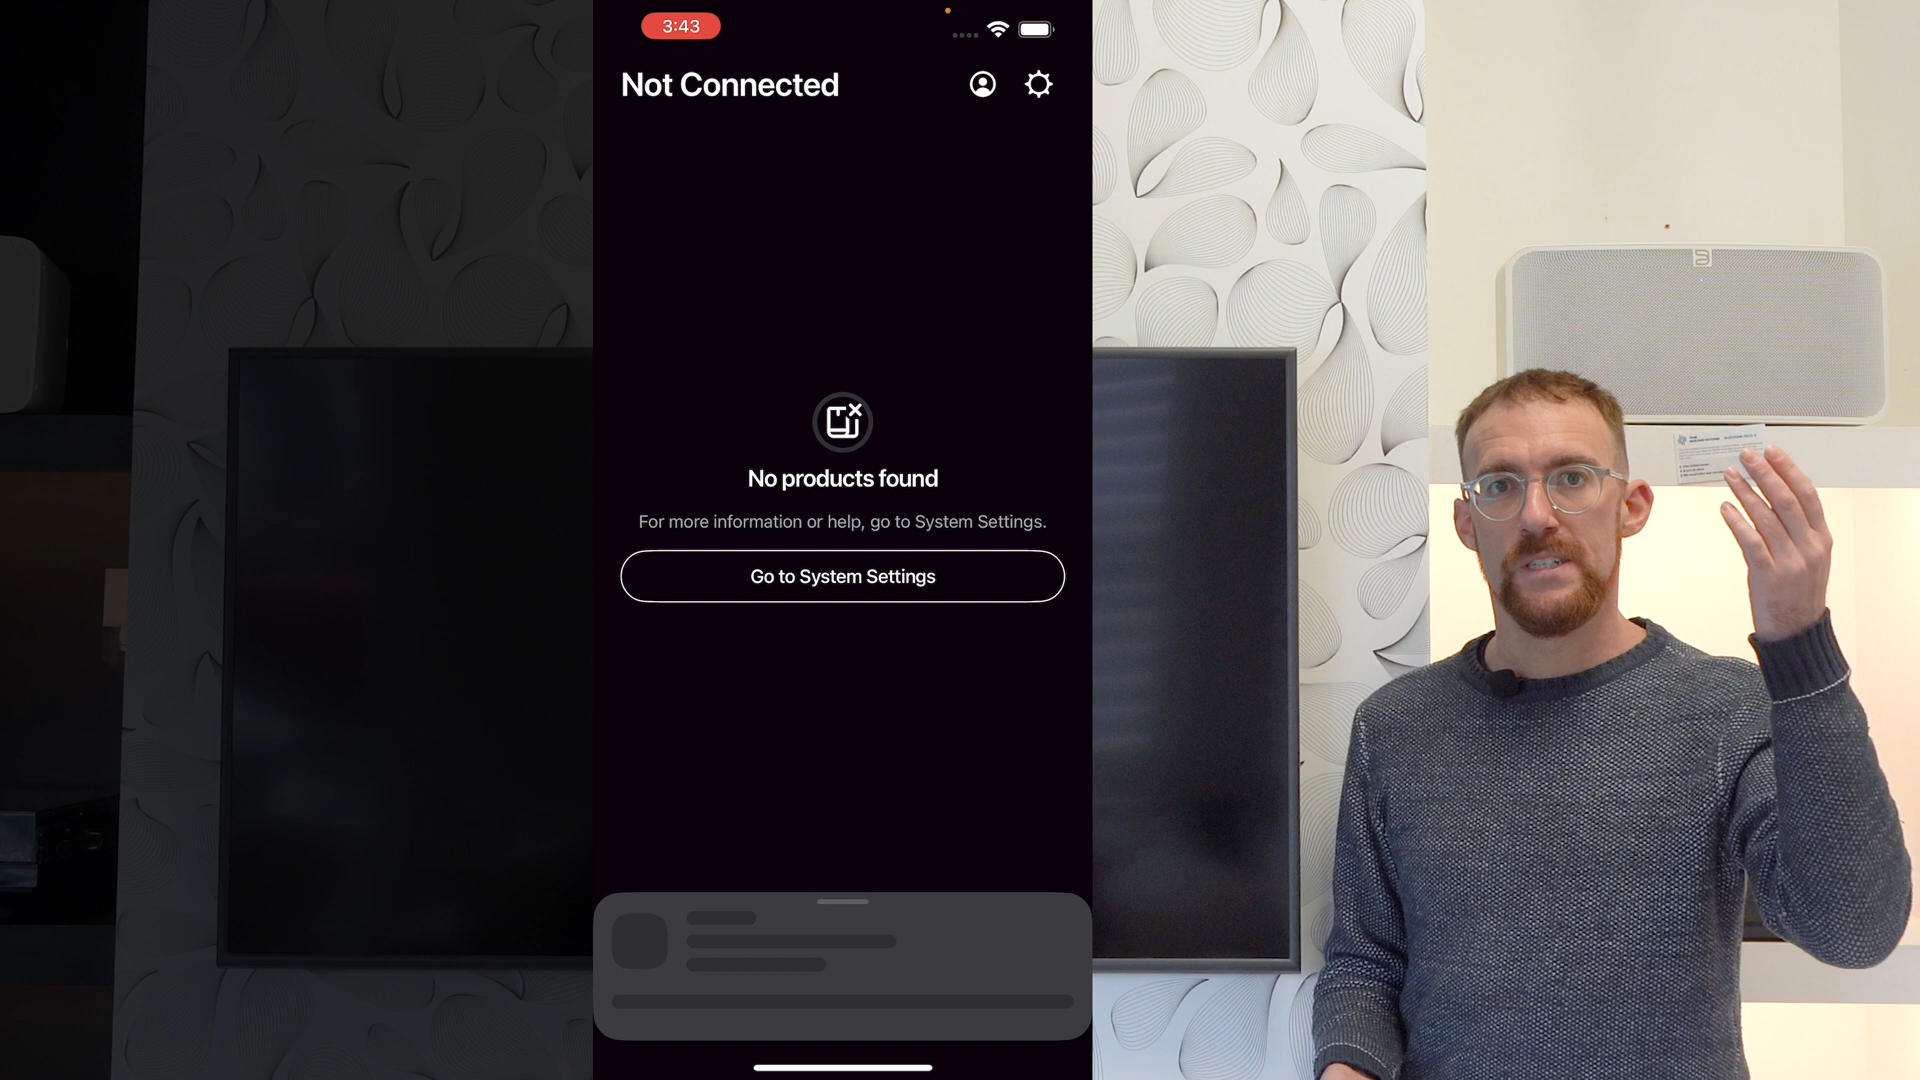 3:43
Not Connected
No products found
For more information or help, go to System Settings.
Go to System Settings